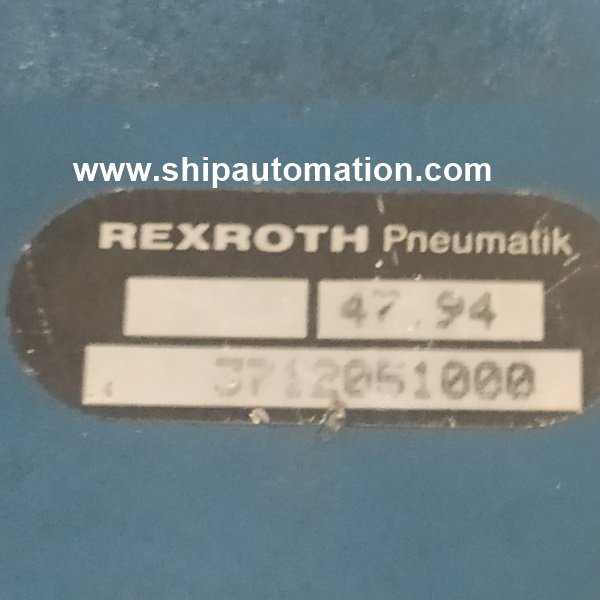 www.shipautomation.com
REXROTH Pneumatik
47.94
3712051000